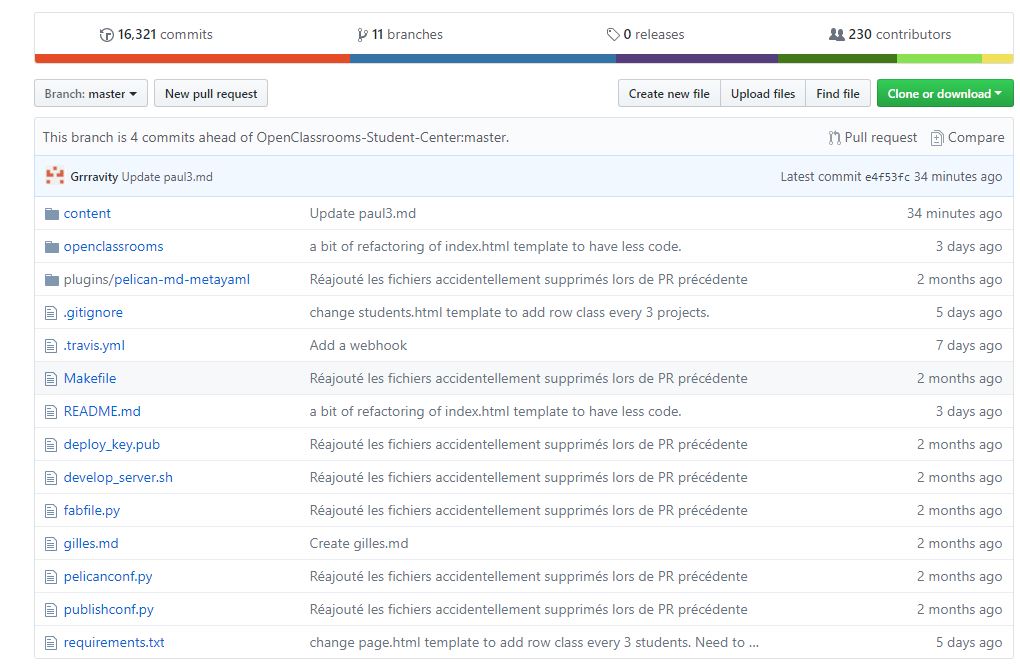 16,321 commits 11 branches 0 releases 230 contributors
Branch: master New pull request Create new file Upload files Find file Clone or download
This branch is 4 commits ahead of OpenClassrooms-Student-Center:master. Pull request Compare
Grrravity Update paul3.md Latest commit e4f53fc 34 minutes ago
content Update paul3.md 34 minutes ago
openclassrooms a bit of refactoring of index.html template to have less code. 3 days ago
plugins/pelican-md-metayaml Réajouté les fichiers accidentellement supprimés lors de PR précédente 2 months ago
.gitignore change students.html template to add row class every 3 projects. 5 days ago
.travis.yml Add a webhook 7 days ago
Makefile Réajouté les fichiers accidentellement supprimés lors de PR précédente 2 months ago
README.md a bit of refactoring of index.html template to have less code. 3 days ago
deploy_key.pub Réajouté les fichiers accidentellement supprimés lors de PR précédente 2 months ago
develop_server.sh Réajouté les fichiers accidentellement supprimés lors de PR précédente 2 months ago
fabfile.py Réajouté les fichiers accidentellement supprimés lors de PR précédente 2 months ago
gilles.md Create gilles.md 2 months ago
pelicanconf.py Réajouté les fichiers accidentellement supprimés lors de PR précédente 2 months ago
publishconf.py Réajouté les fichiers accidentellement supprimés lors de PR précédente 2 months ago
requirements.txt change page.html template to add row class every 3 students. Need to ... 5 days ago